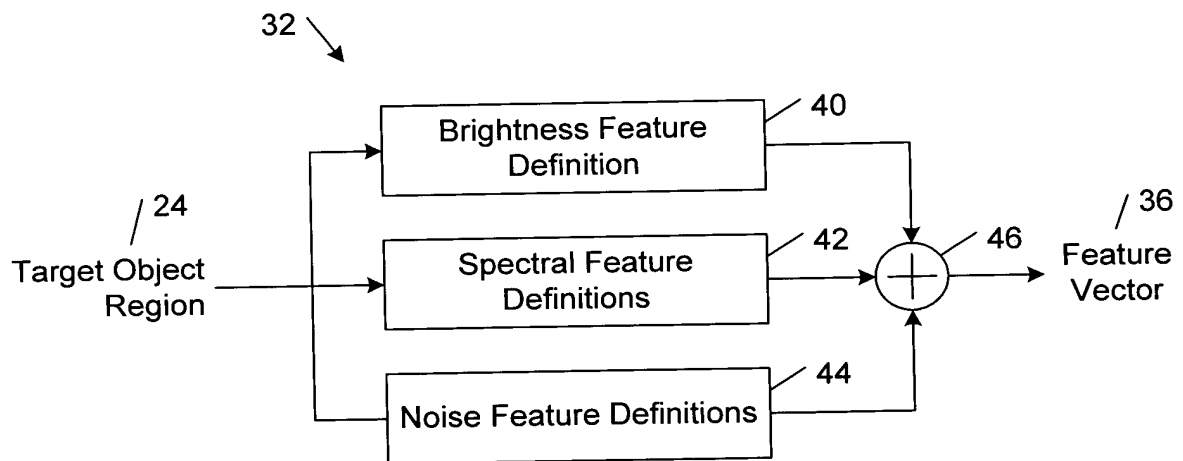 32
Brightness Feature
Definition
40
24
Target Object
Region
Spectral Feature
Definitions
42
46
36
Feature
Vector
Noise Feature Definitions
44